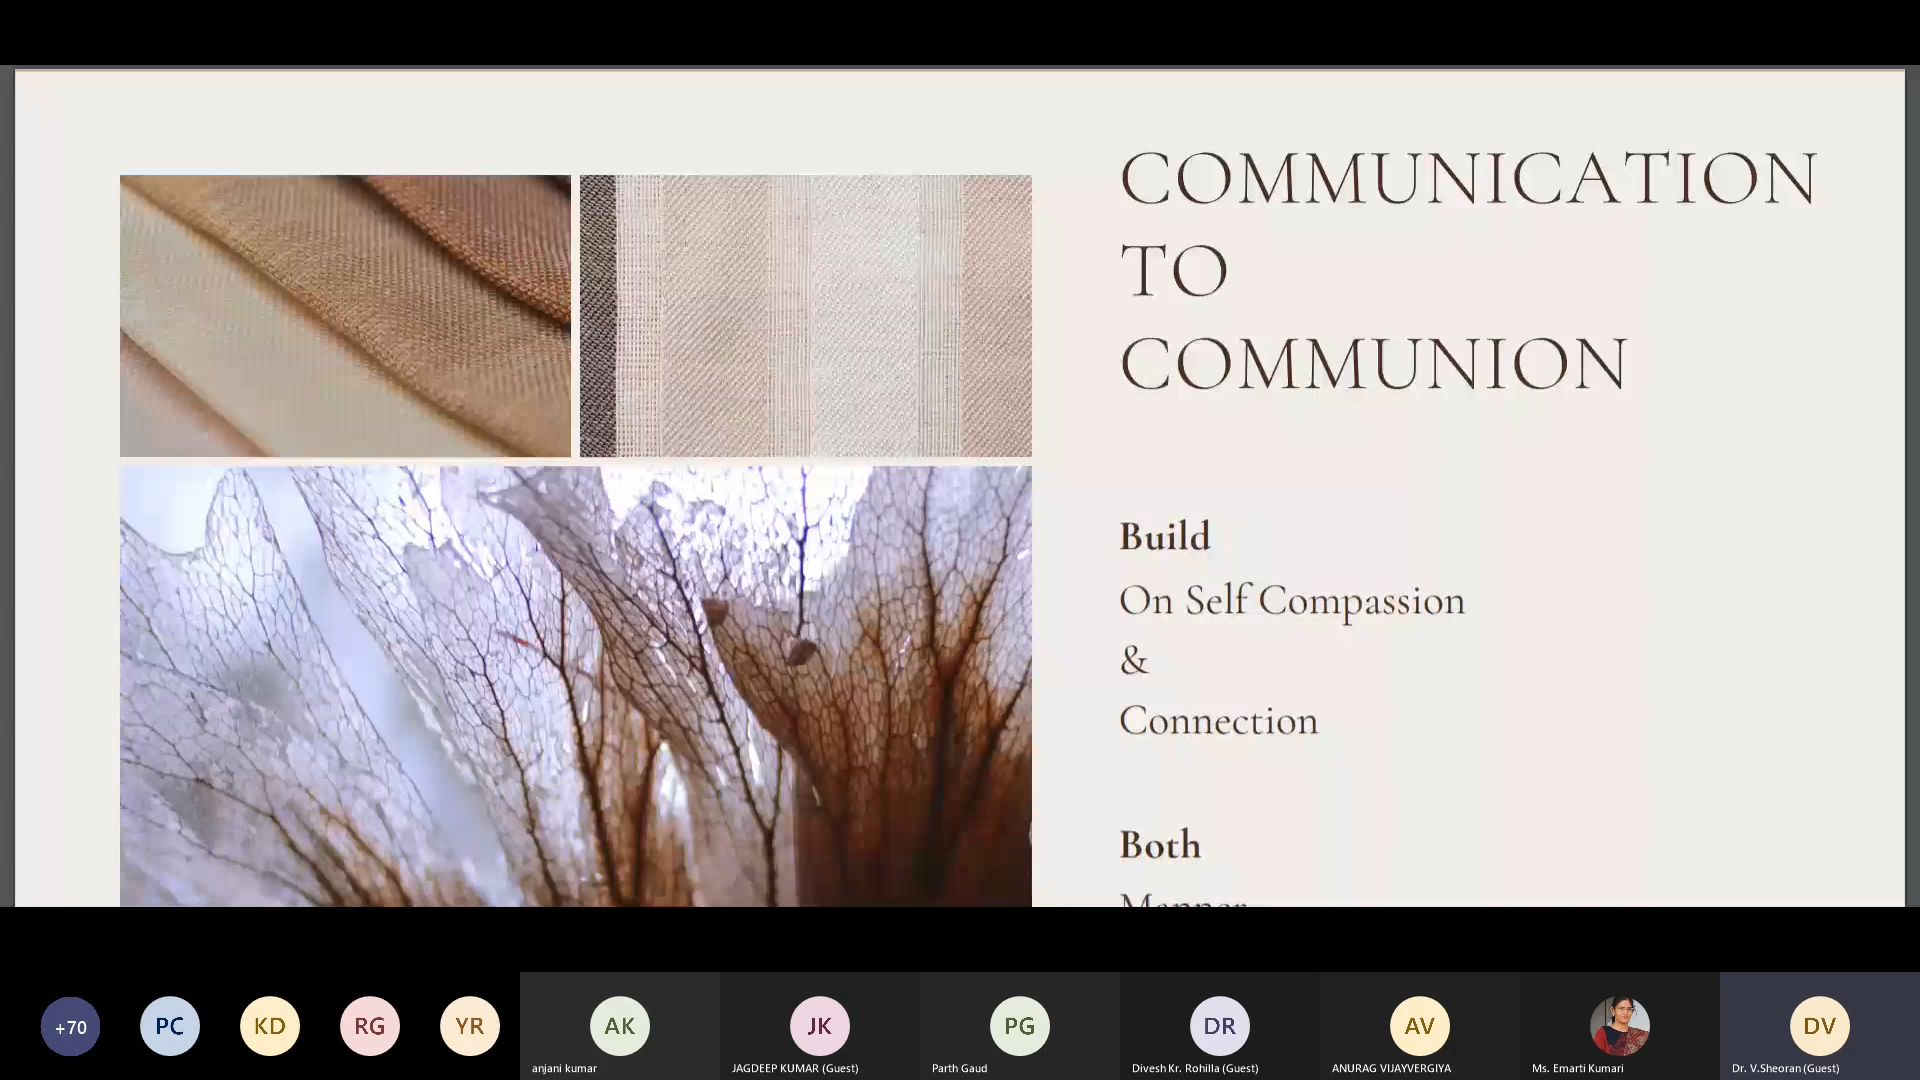 COMMUNICATION
TO
COMMUNION
Build
On Self Compassion
&
Connection
Both
Manner
+70
PC
KD
RG
YR
AK
JK
PG
DR
AV
DV
anjani kumar
JAGDEEP KUMAR (Guest)
Parth Gaud
Divesh Kr. Rohilla (Guest)
ANURAG VIJAYVERGIYA
Ms. Emarti Kumari
Dr. V.Sheoran (Guest)